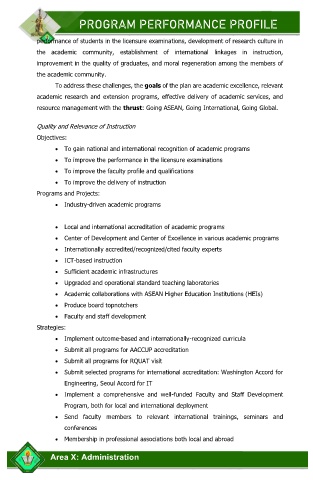 PROGRAM PERFORMANCE PROFILE
performance of students in the licensure examinations, development of research culture in
the academic community, establishment of international linkages in instruction,
improvement in the quality of graduates, and moral regeneration among the members of
the academic community.
To address these challenges, the goals of the plan are academic excellence, relevant
academic research and extension programs, effective delivery of academic services, and
resource management with the thrust: Going ASEAN, Going International, Going Global.
Quality and Relevance of Instruction
Objectives:
• To gain national and international recognition of academic programs
• To improve the performance in the licensure examinations
• To improve the faculty profile and qualifications
• To improve the delivery of instruction
Programs and Projects:
• Industry-driven academic programs
• Local and international accreditation of academic programs
• Center of Development and Center of Excellence in various academic programs
• Internationally accredited/recognized/cited faculty experts
• ICT-based instruction
• Sufficient academic infrastructures
• Upgraded and operational standard teaching laboratories
• Academic collaborations with ASEAN Higher Education Institutions (HEIs)
• Produce board topnotchers
• Faculty and staff development
Strategies:
• Implement outcome-based and internationally-recognized curricula
• Submit all programs for AACCUP accreditation
• Submit all programs for RQUAT visit
• Submit selected programs for international accreditation: Washington Accord for
Engineering, Seoul Accord for IT
• Implement a comprehensive and well-funded Faculty and Staff Development
Program, both for local and international deployment
• Send faculty members to relevant international trainings, seminars and
conferences
• Membership in professional associations both local and abroad
Area X: Administration